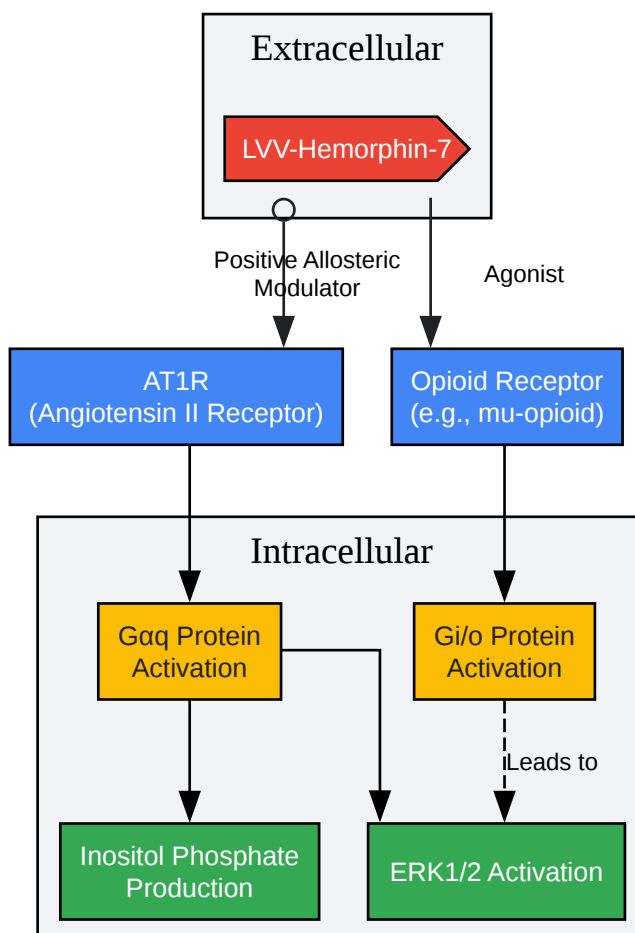 Extracellular
LVV-Hemorphin-7
Positive Allosteric
Modulator
Agonist
AT1R
(Angiotensin II Receptor)
Opioid Receptor
(e.g., mu-opioid)
Intracellular
Gαq Protein
Activation
Gi/o Protein
Activation
Leads to
Inositol Phosphate
Production
ERK1/2 Activation